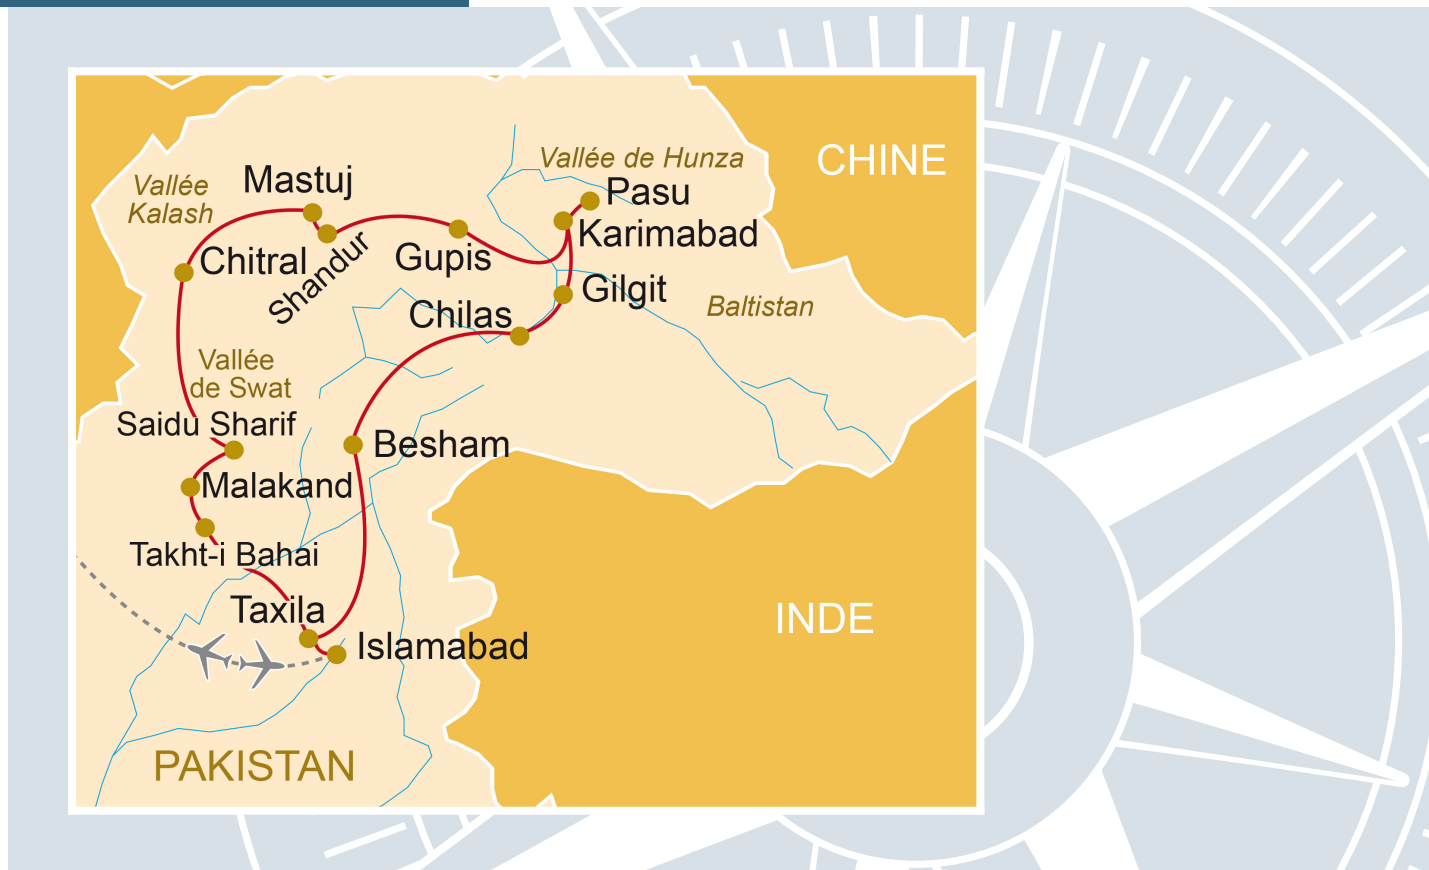 Vallée de Hunza
CHINE
Vallée
Kalash
Mastuj
Pasu
Karimabad
Chitral
Shandur
Gupis
Gilgit
Chilas
Baltistan
Vallée
de Swat
Saidu Sharif
Besham
Malakand
Takht-i Bahai
Taxila
INDE
Islamabad
PAKISTAN